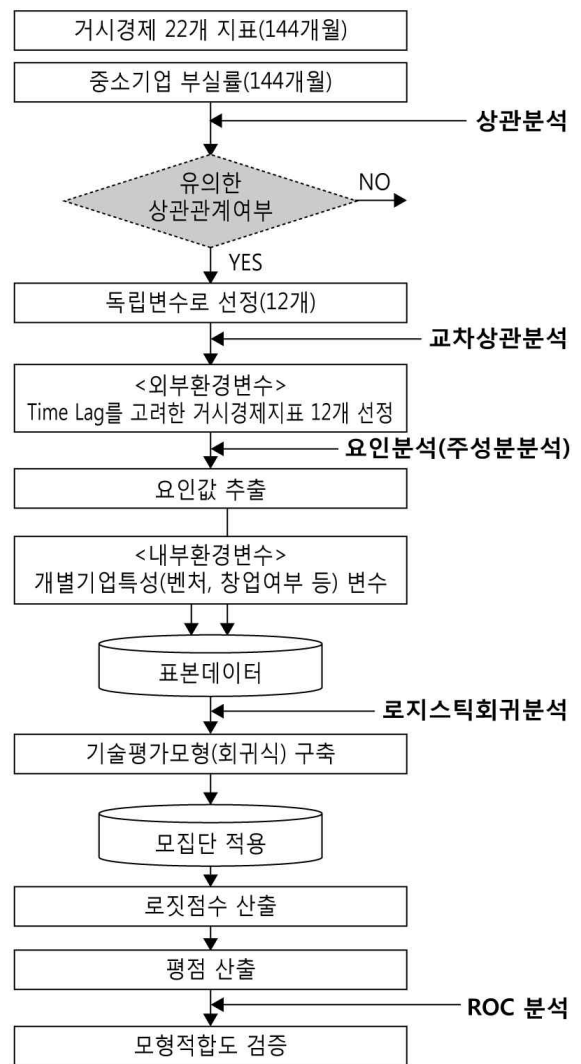 거시경제 22개 지표(144개월)
중소기업 부실률(144개월)
상관분석
유의한
상관관계여부
NO
YES
독립변수로 선정(12개)
교차상관분석
<외부환경변수>
Time Lag를 고려한 거시경제지표 12개 선정
요인분석(주성분분석)
요인값 추출
<내부환경변수>
개별기업특성(벤처, 창업여부 등) 변수
표본데이터
로지스틱회귀분석
기술평가모형(회귀식) 구축
모집단 적용
로짓점수 산출
평점 산출
ROC 분석
모형적합도 검증